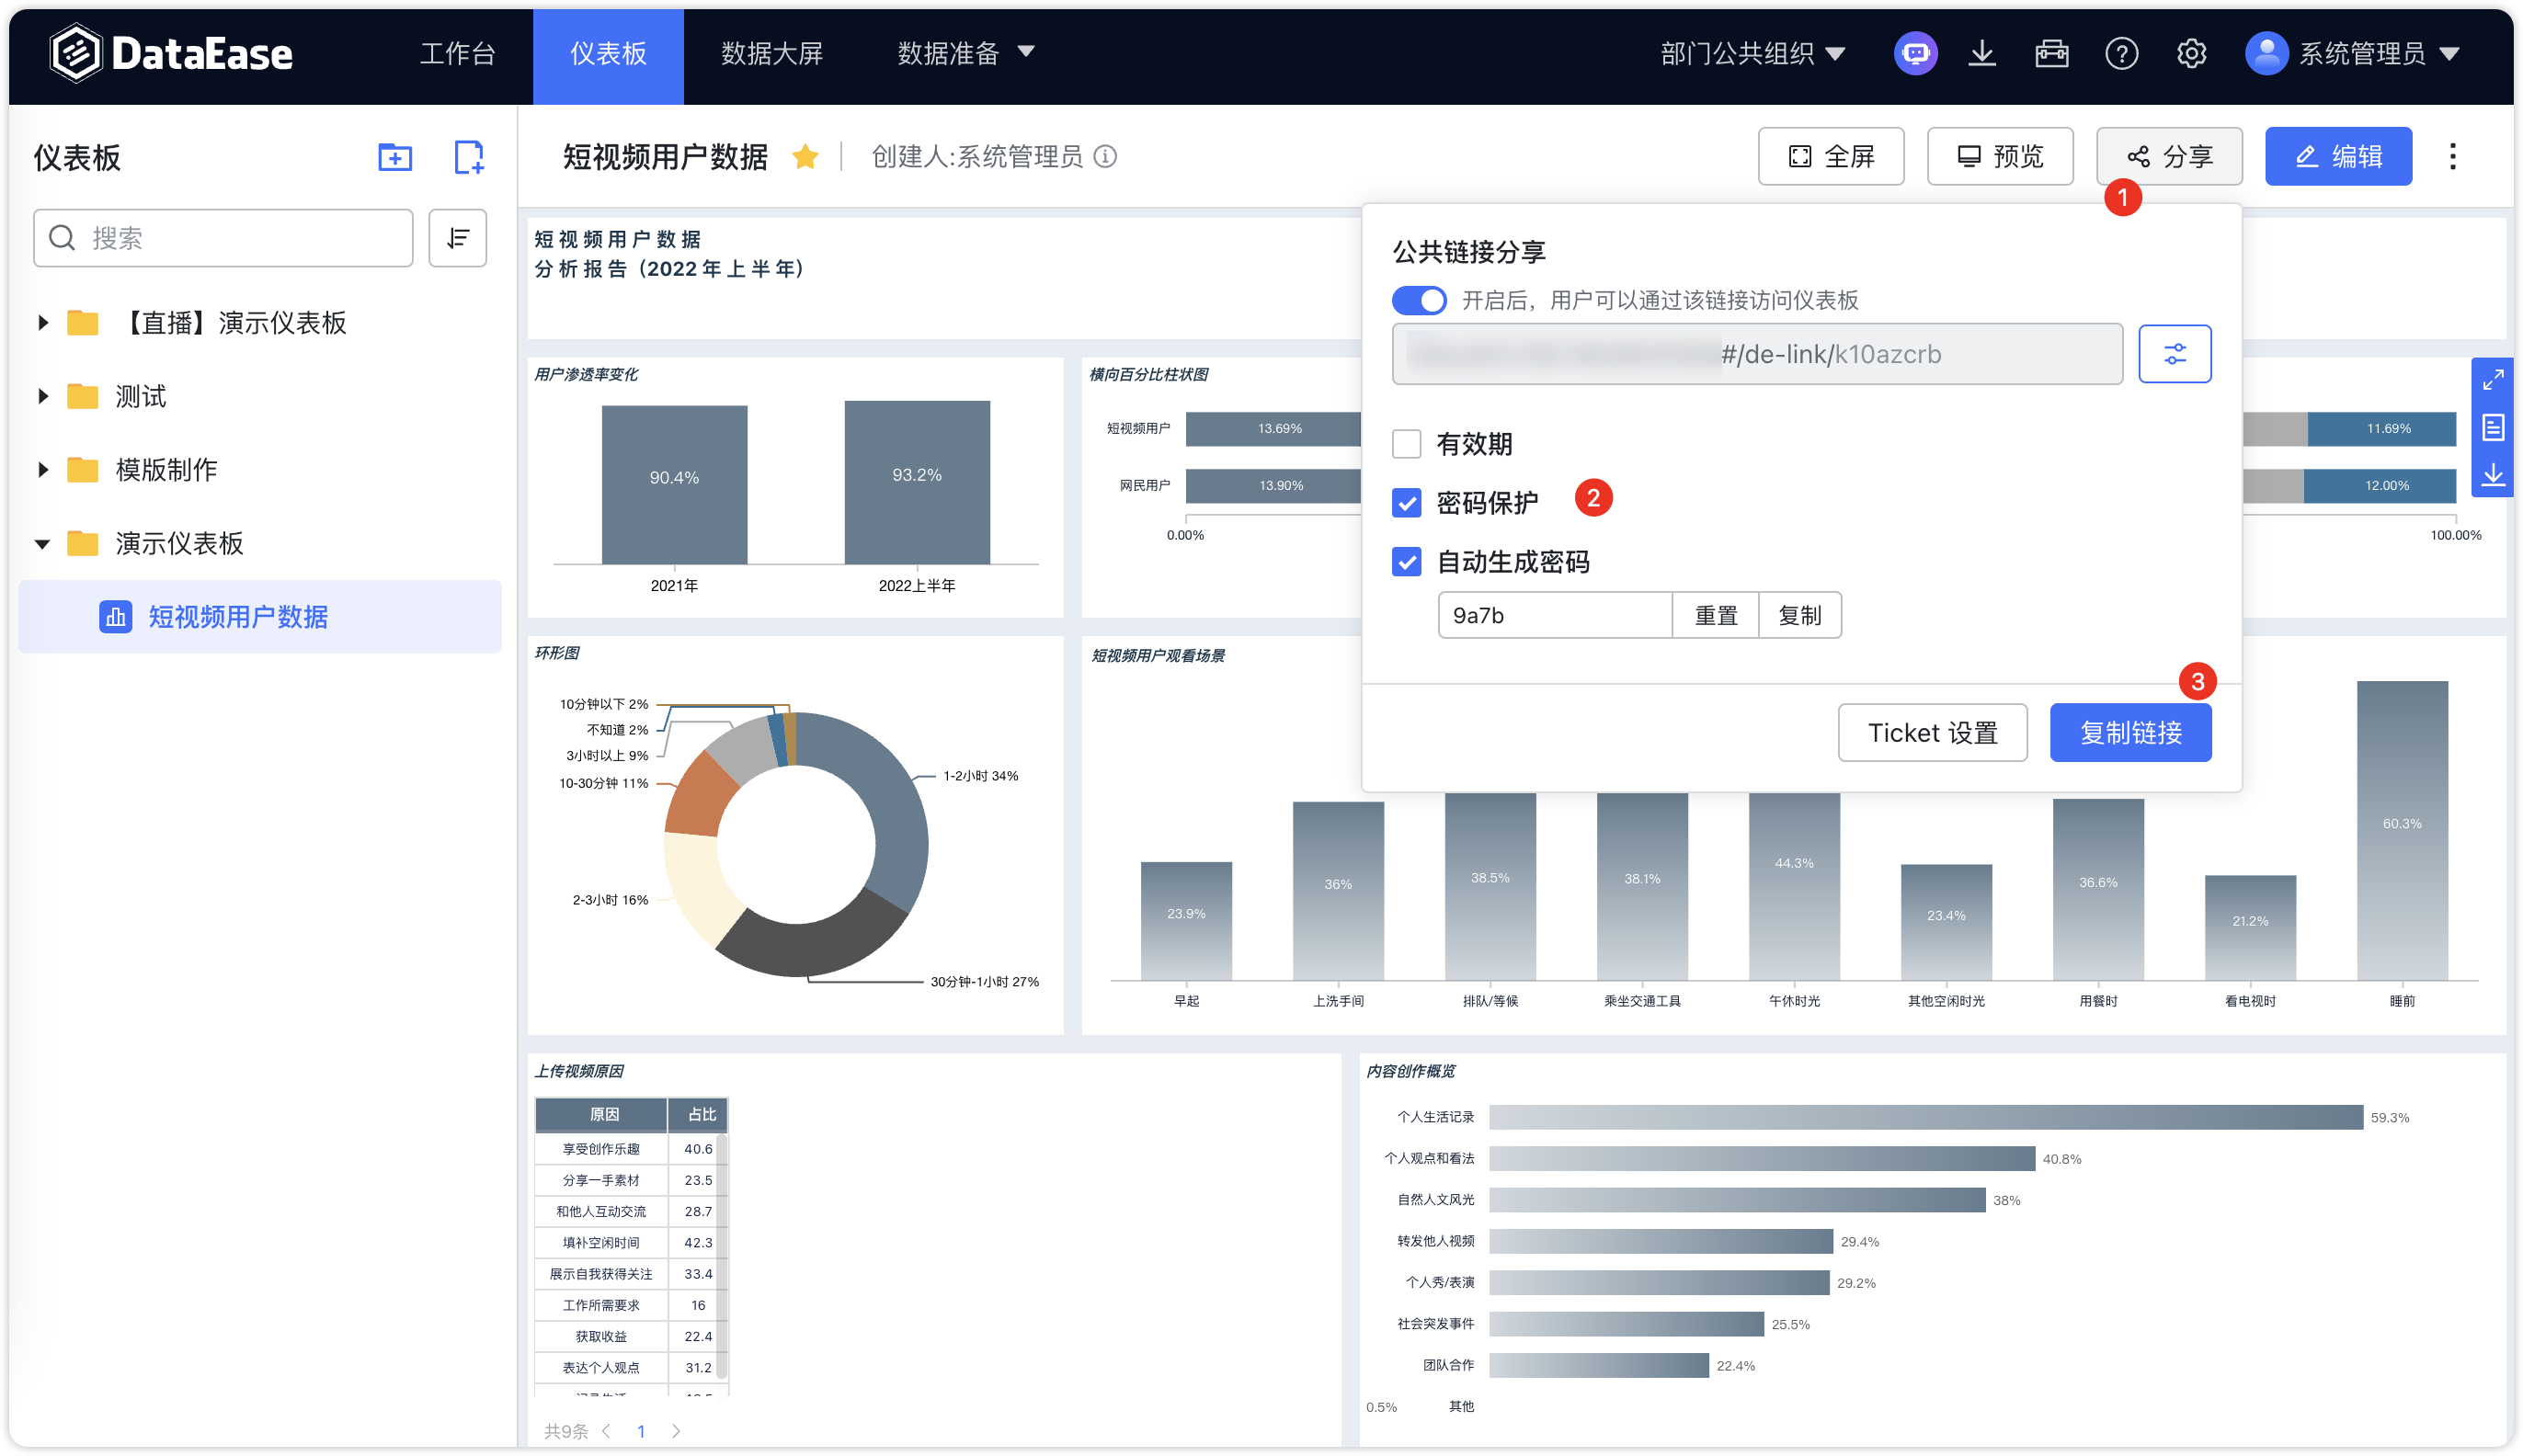 DataEase
工作台
仪表板
数据大屏
数据准备
部门公共组织
系统管理员
仪表板
搜索
【直播】演示仪表板
测试
模版制作
演示仪表板
短视频用户数据
短视频用户数据
创建人:系统管理员
全屏
预览
分享
编辑
1
短视频用户数据
分析报告（2022年上半年）
公共链接分享
开启后，用户可以通过该链接访问仪表板
#/de-link/k10azcrb
有效期
密码保护
2
自动生成密码
9a7b
重置
复制
3
Ticket 设置
复制链接
用户渗透率变化
90.4%
93.2%
2021年
2022上半年
横向百分比柱状图
短视频用户
13.69%
11.69%
网民用户
13.90%
12.00%
0.00%
100.00%
环形图
10分钟以下 2%
不知道 2%
3小时以上 9%
10-30分钟 11%
1-2小时 34%
2-3小时 16%
30分钟-1小时 27%
短视频用户观看场景
23.9%
36%
38.5%
38.1%
44.3%
23.4%
36.6%
21.2%
60.3%
早起
上洗手间
排队/等候
乘坐交通工具
午休时光
其他空闲时光
用餐时
看电视时
睡前
上传视频原因
原因 占比
享受创作乐趣 40.6
分享一手素材 23.5
和他人互动交流 28.7
填补空闲时间 42.3
展示自我获得关注 33.4
工作所需要求 16
获取收益 22.4
表达个人观点 31.2
共9条
1
内容创作概览
个人生活记录 59.3%
个人观点和看法 40.8%
自然人文风光 38%
转发他人视频 29.4%
个人秀/表演 29.2%
社会突发事件 25.5%
团队合作 22.4%
0.5% 其他